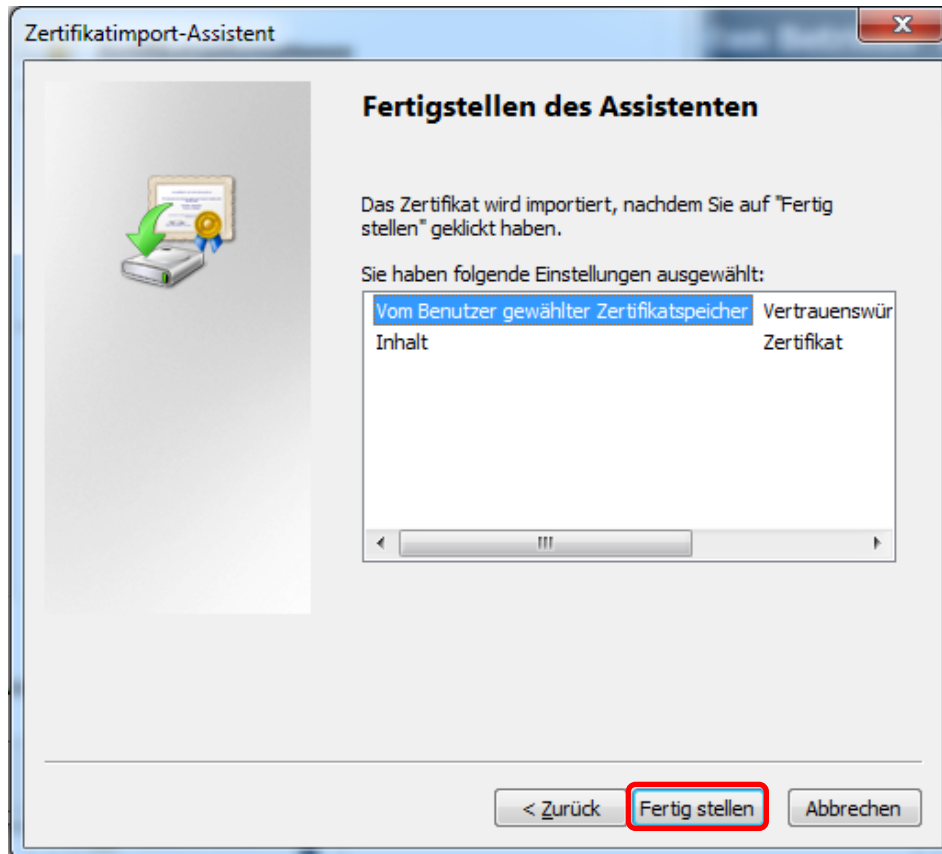 Zertifikatimport-Assistent
Fertigstellen des Assistenten
Das Zertifikat wird importiert, nachdem Sie auf "Fertig
stellen" geklickt haben.
Sie haben folgende Einstellungen ausgewählt:
Vom Benutzer gewählter Zertifikatspeicher Vertrauenswür
Inhalt Zertifikat
< Zurück Fertig stellen Abbrechen